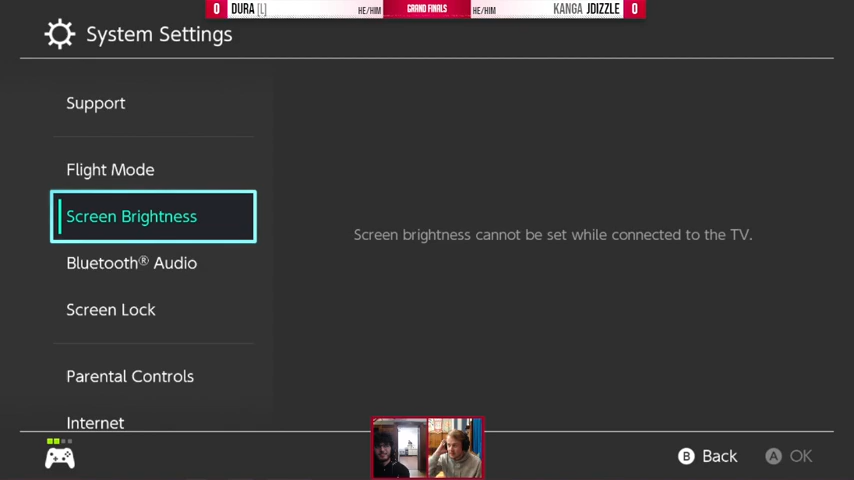 0 DURA [L] HE/HIM GRAND FINALS HE/HIM KANGA JDIZZLE 0
System Settings
Support
Flight Mode
Screen Brightness
Screen brightness cannot be set while connected to the TV.
Bluetooth® Audio
Screen Lock
Parental Controls
Internet
B Back A OK